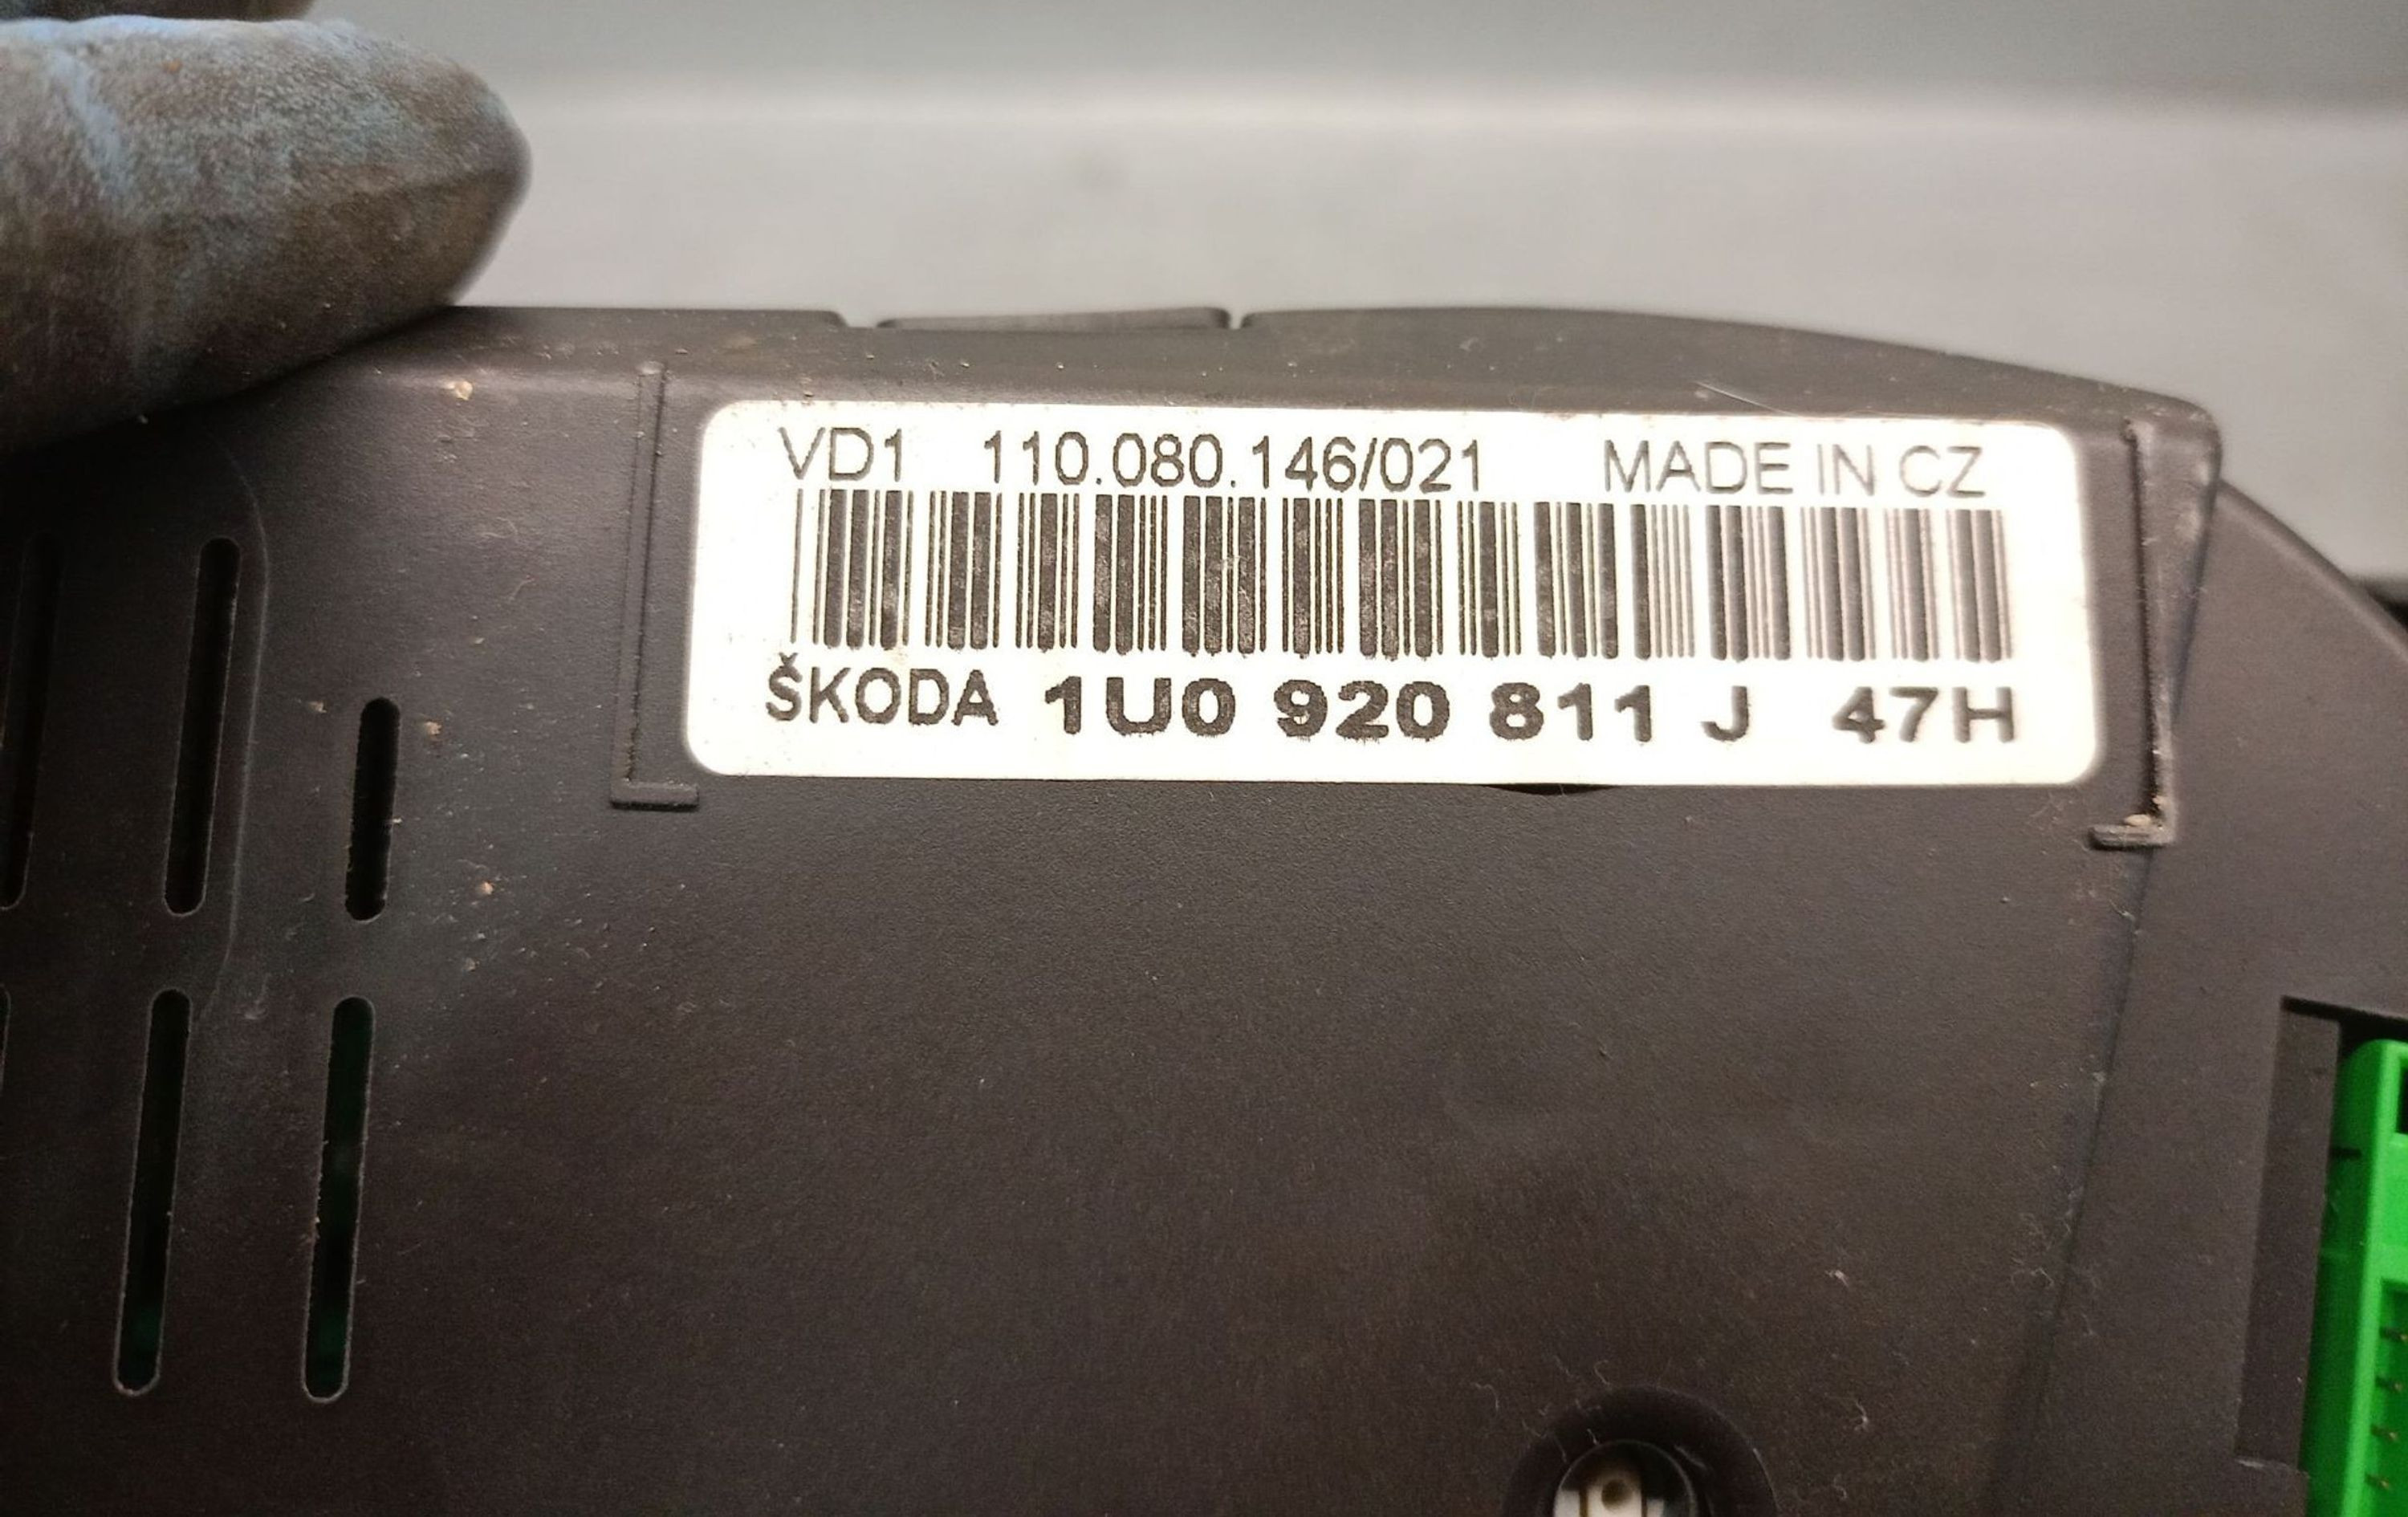 VD1 110.080.146/021 MADE IN CZ
ŠKODA 1U0 920 811 J 47H